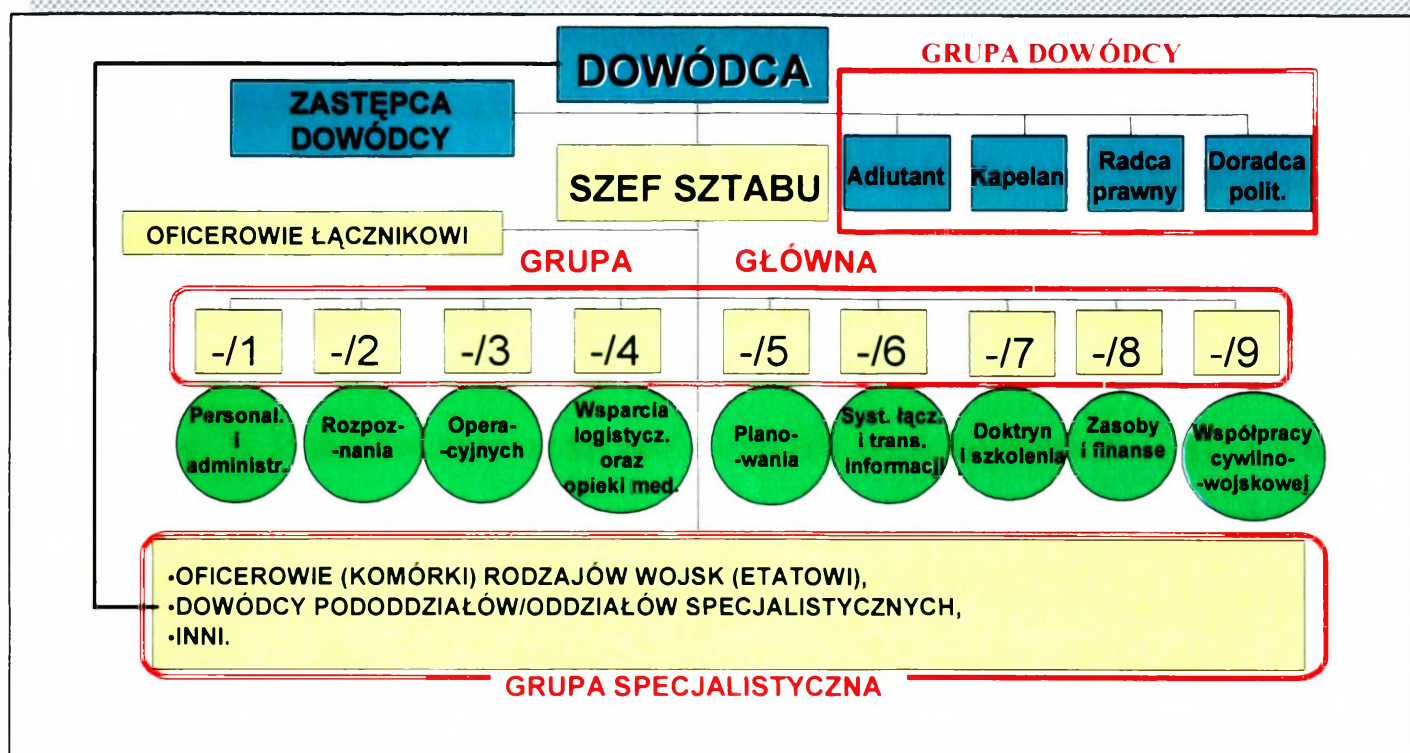 DOWÓDCA
GRUPA DOWÓDCY
ZASTĘPCA
DOWÓDCY
Adiutant
Kapelan
Radca
prawny
Doradca
polit.
SZEF SZTABU
OFICEROWIE ŁĄCZNIKOWI
GRUPA GŁÓWNA
-/1
-/2
-/3
-/4
-/5
-/6
-/7
-/8
-/9
Personal.
i
administr.
Rozpoz-
-nania
Opera-
-cyjnych
Wsparcia
logistycz.
oraz
opieki med.
Plano-
-wania
Syst. łącz.
i trans.
informacji
Doktryn
i szkolenia
Zasoby
i finanse
Współpracy
cywilno-
-wojskowej
•OFICEROWIE (KOMÓRKI) RODZAJÓW WOJSK (ETATOWI),
•DOWÓDCY PODODDZIAŁÓW/ODDZIAŁÓW SPECJALISTYCZNYCH,
•INNI.
GRUPA SPECJALISTYCZNA